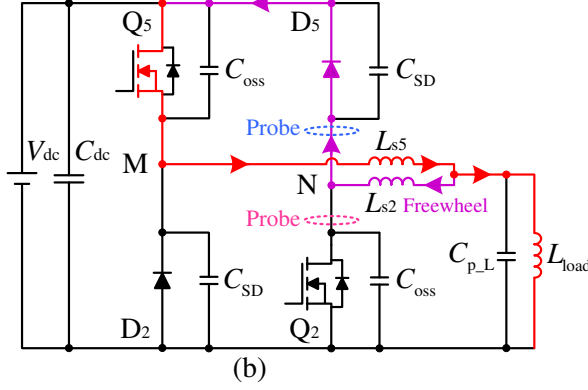 Q5 D5
Coss CSD
Probe
Vdc Cdc M Ls5
N Ls2 Freewheel
Probe
CSD Coss Cp_L Lload
D2 Q2
(b)